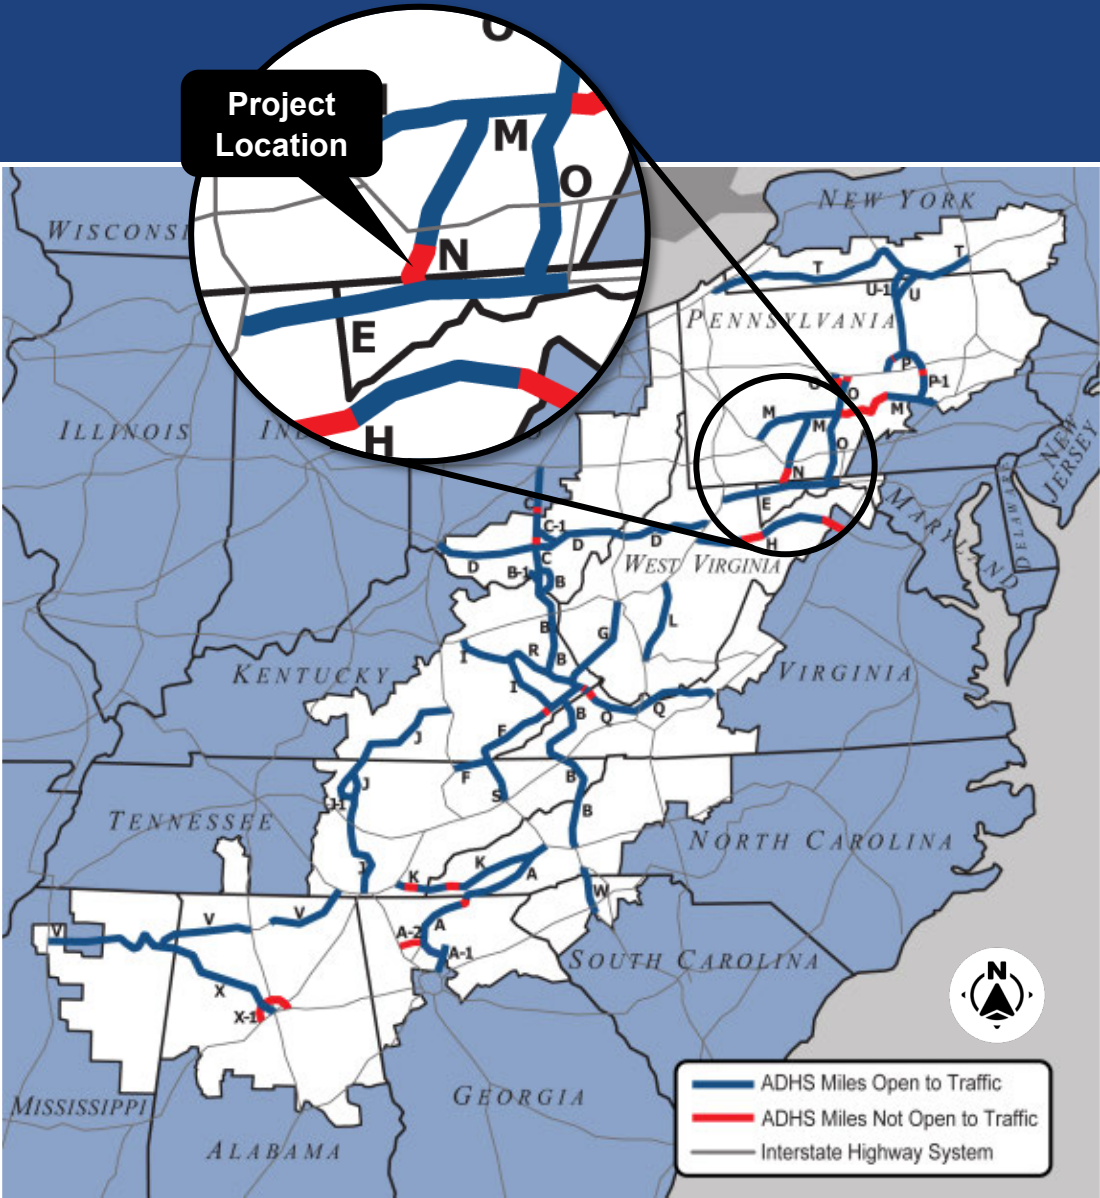 O
Project
Location
M
O
N
E
H
WISCONSI
NEW YORK
T
T
U-1
U
PENNSYLVANIA
P
P-1
O
O
M
M
M
O
N
E
H
ILLINOIS
IND
NEW
JERSEY
MARYLAND
DELAWARE
C
C-1
D
D
D
C
B-1
B
WEST VIRGINIA
B
G
L
R
B
I
I
KENTUCKY
VIRGINIA
B
Q
Q
F
J
F
S
B
J
J-1
B
TENNESSEE
NORTH CAROLINA
J
K
K
A
W
V
V
V
A-2
A
A-1
SOUTH CAROLINA
X
X-1
N
MISSISSIPPI
GEORGIA
ALABAMA
ADHS Miles Open to Traffic
ADHS Miles Not Open to Traffic
Interstate Highway System